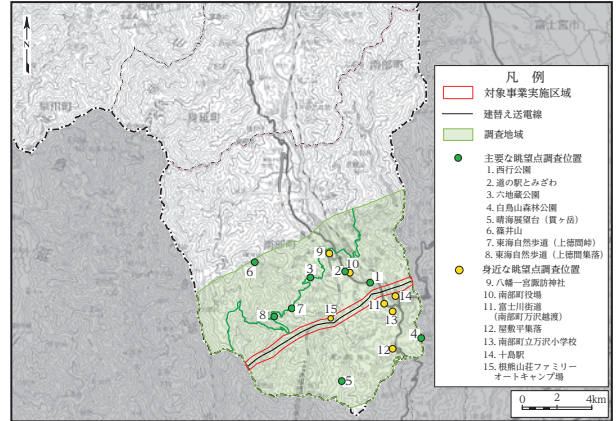 富士宮市
南部町
早川町
身延町
南部町
N
凡 例
対象事業実施区域
建替え送電線
調査地域
主要な眺望点調査位置
1. 西行公園
2. 道の駅とみざわ
3. 六地蔵公園
4. 白鳥山森林公園
5. 晴海展望台（貫ヶ岳）
6. 篠井山
7. 東海自然歩道（上徳間峠）
8. 東海自然歩道（上徳間集落）
身近な眺望点調査位置
9. 八幡一宮諏訪神社
10. 南部町役場
11. 富士川街道
（南部町万沢越渡）
12. 屋敷平集落
13. 南部町立万沢小学校
14. 十島駅
15. 根熊山荘ファミリー
オートキャンプ場
0 2 4km
9
10
6
3
2
1
14
11
13
7
8
15
4
12
5